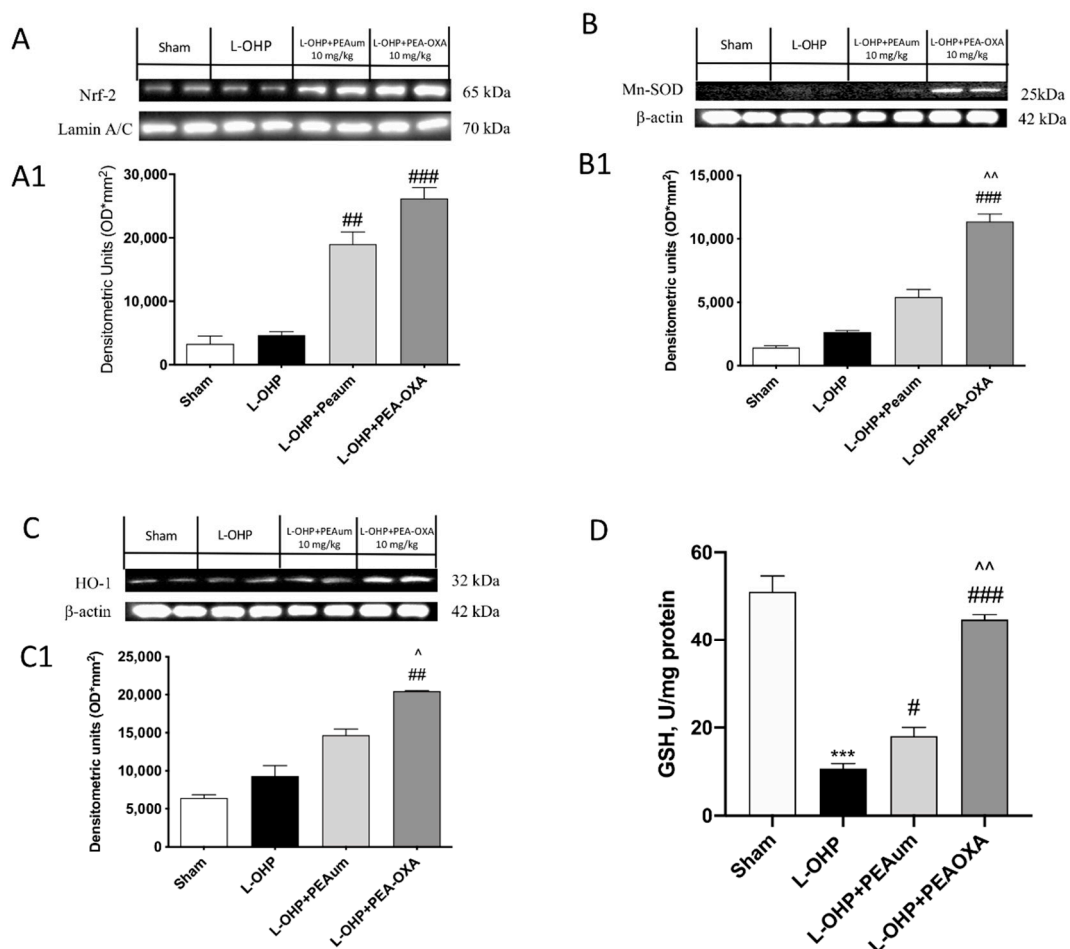 A
Sham
L-OHP
L-OHP+PEAum
10 mg/kg
L-OHP+PEA-OXA
10 mg/kg
Nrf-2
65 kDa
Lamin A/C
70 kDa
A1
Densitometric Units (OD*mm²)
30,000
20,000
10,000
0
##
###
Sham
L-OHP
L-OHP+Peaum
L-OHP+PEA-OXA
B
Sham
L-OHP
L-OHP+PEAum
10 mg/kg
L-OHP+PEA-OXA
10 mg/kg
Mn-SOD
25kDa
β-actin
42 kDa
B1
Densitometric units (OD*mm²)
15,000
10,000
5,000
0
^^
###
Sham
L-OHP
L-OHP+Peaum
L-OHP+PEA-OXA
C
Sham
L-OHP
L-OHP+PEAum
10 mg/kg
L-OHP+PEA-OXA
10 mg/kg
HO-1
32 kDa
β-actin
42 kDa
C1
Densitometric units (OD*mm²)
25,000
20,000
15,000
10,000
5,000
0
^
##
Sham
L-OHP
L-OHP+PEAum
L-OHP+PEA-OXA
D
GSH, U/mg protein
60
40
20
0
***
#
^^
###
Sham
L-OHP
L-OHP+PEAum
L-OHP+PEAOXA